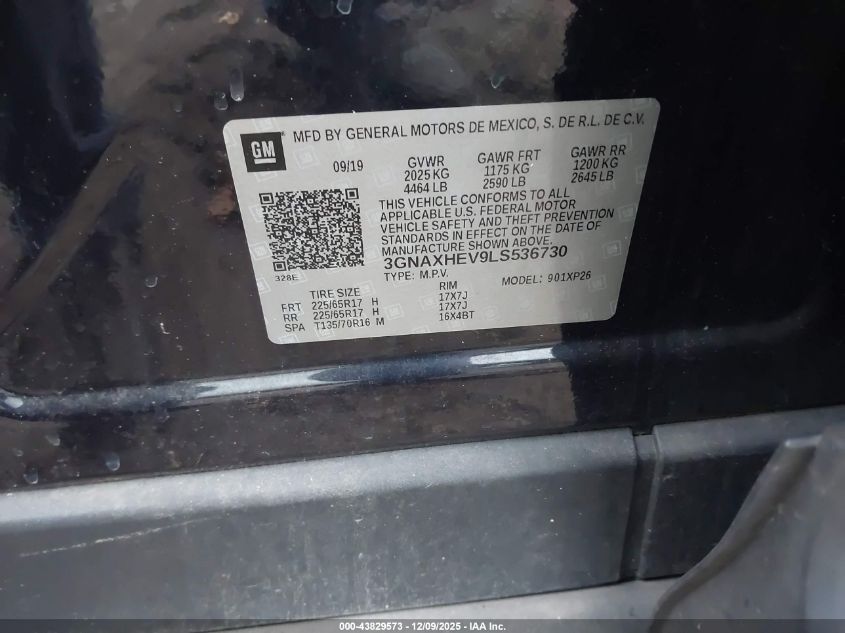 GM
MFD BY GENERAL MOTORS DE MEXICO, S. DE R.L. DE C.V.
09/19 GVWR GAWR FRT GAWR RR
2025 KG 1175 KG 1200 KG
4464 LB 2590 LB 2645 LB
THIS VEHICLE CONFORMS TO ALL
APPLICABLE U.S. FEDERAL MOTOR
VEHICLE SAFETY AND THEFT PREVENTION
STANDARDS IN EFFECT ON THE DATE OF
MANUFACTURE SHOWN ABOVE.
3GNAXHEV9LS536730
328E TYPE: M.P.V. MODEL: 901XP26
TIRE SIZE RIM
FRT 225/65R17 H 17X7J
RR 225/65R17 H 17X7J
SPA T135/70R16 M 16X4BT
000-43829573 - 12/09/2025 - IAA Inc.